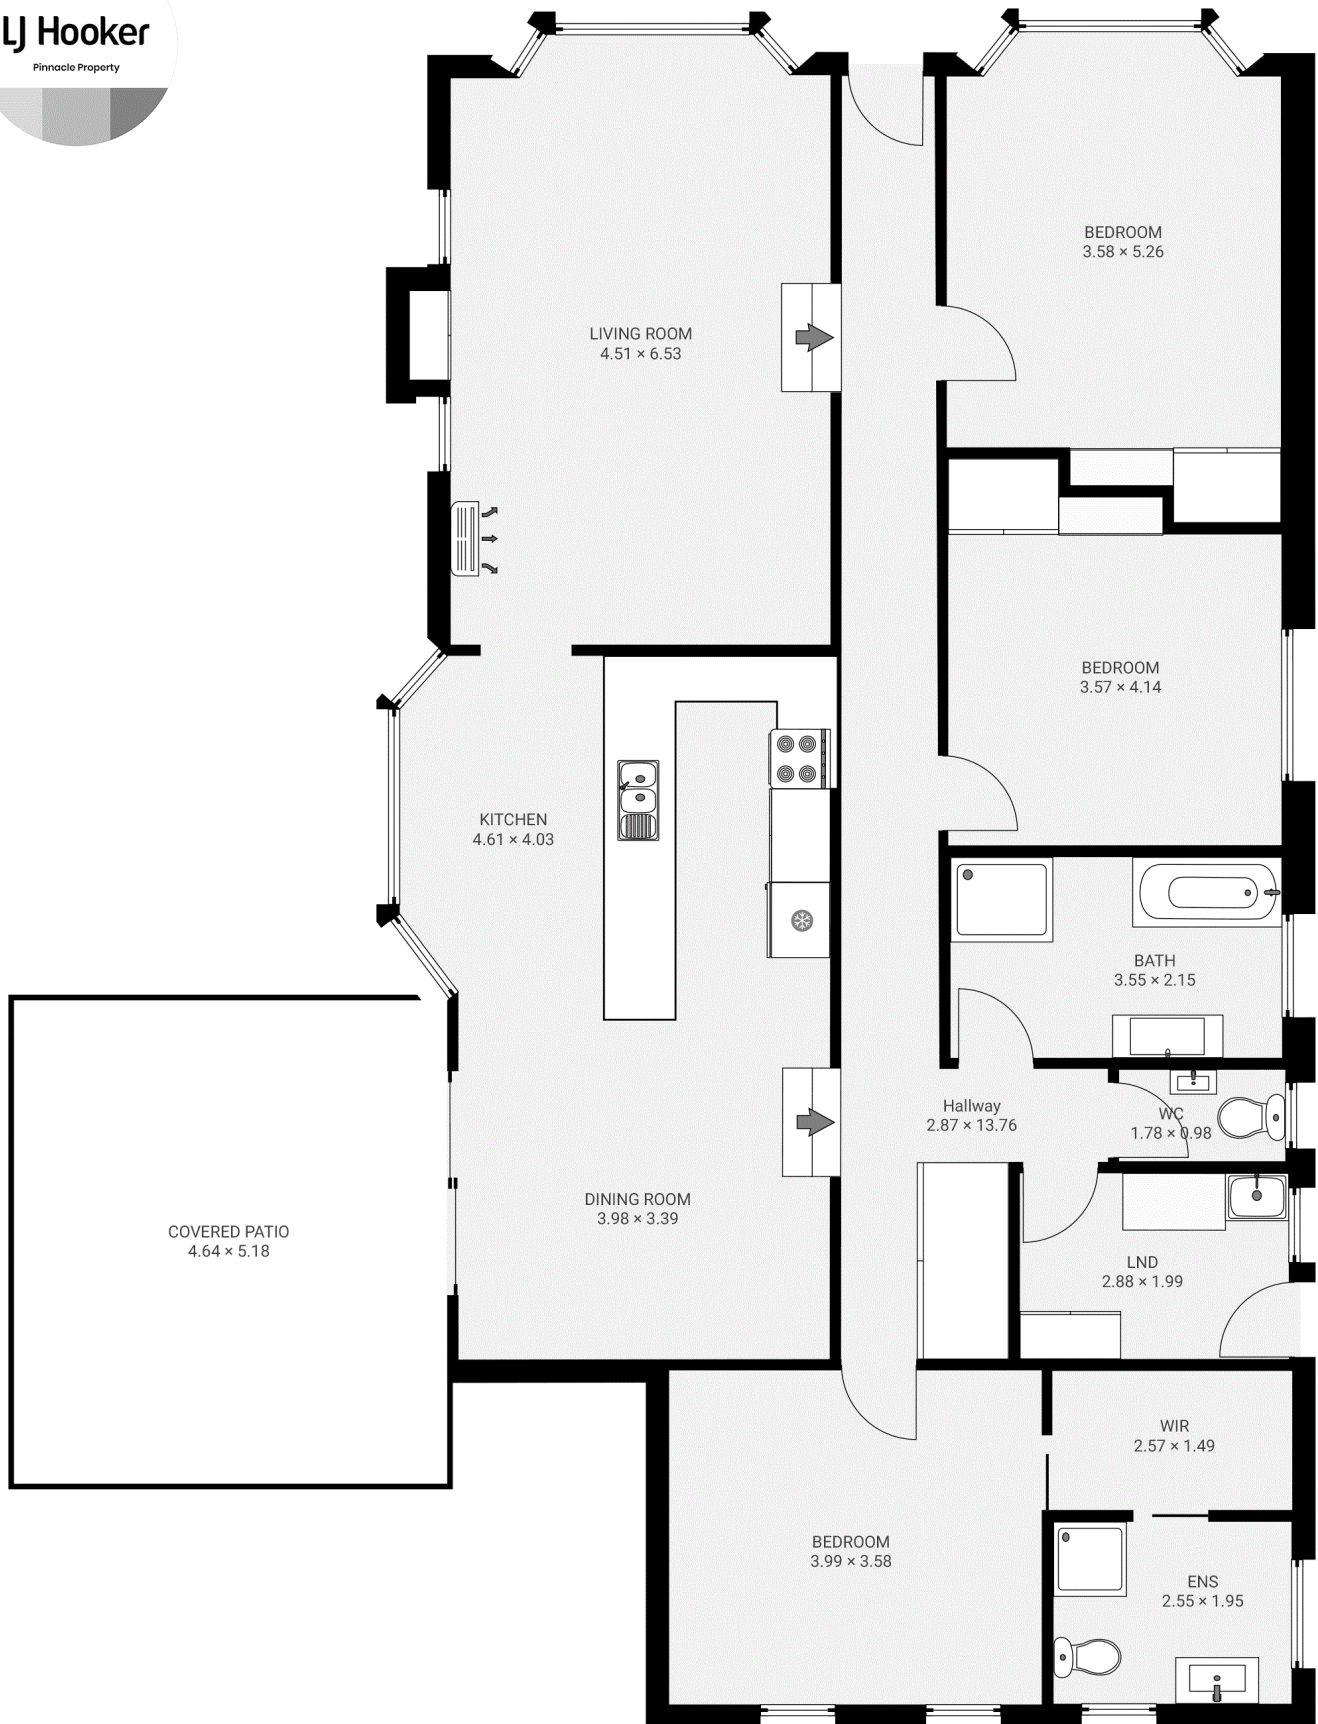 LJ Hooker
Pinnacle Property
BEDROOM
3.58 × 5.26
LIVING ROOM
4.51 × 6.53
BEDROOM
3.57 × 4.14
KITCHEN
4.61 × 4.03
BATH
3.55 × 2.15
Hallway
2.87 × 13.76
WC
1.78 × 0.98
DINING ROOM
3.98 × 3.39
COVERED PATIO
4.64 × 5.18
LND
2.88 × 1.99
WIR
2.57 × 1.49
BEDROOM
3.99 × 3.58
ENS
2.55 × 1.95